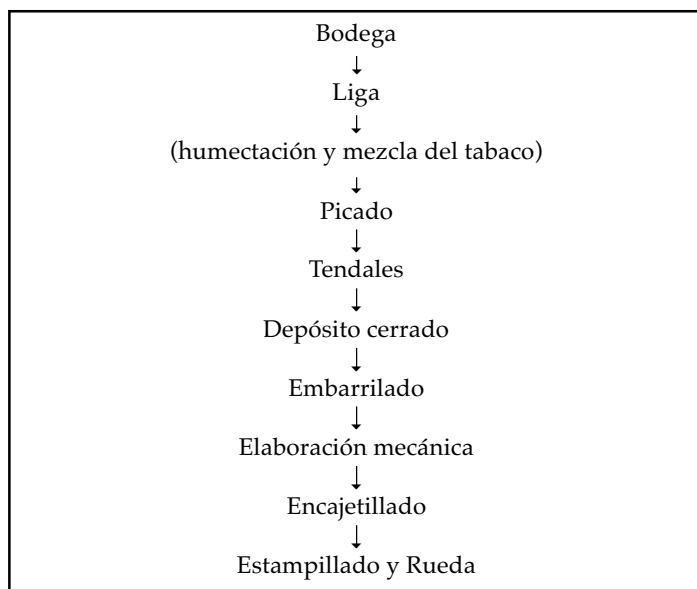 Bodega
↓
Liga
↓
(humectación y mezcla del tabaco)
↓
Picado
↓
Tendales
↓
Depósito cerrado
↓
Embarrilado
↓
Elaboración mecánica
↓
Encajetillado
↓
Estampillado y Rueda